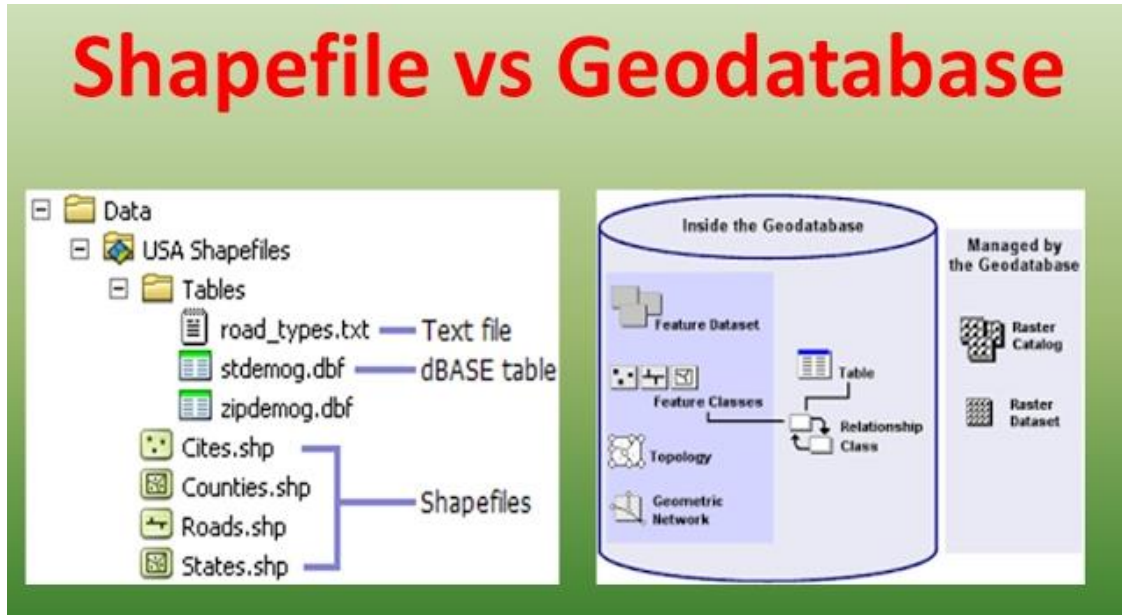 Shapefile vs Geodatabase
Data
USA Shapefiles
Tables
road_types.txt
Text file
stdemog.dbf
dBASE table
zipdemog.dbf
Cites.shp
Counties.shp
Shapefiles
Roads.shp
States.shp
Inside the Geodatabase
Feature Dataset
Table
Feature Classes
Relationship
Class
Topology
Geometric
Network
Managed by
the Geodatabase
Raster
Catalog
Raster
Dataset